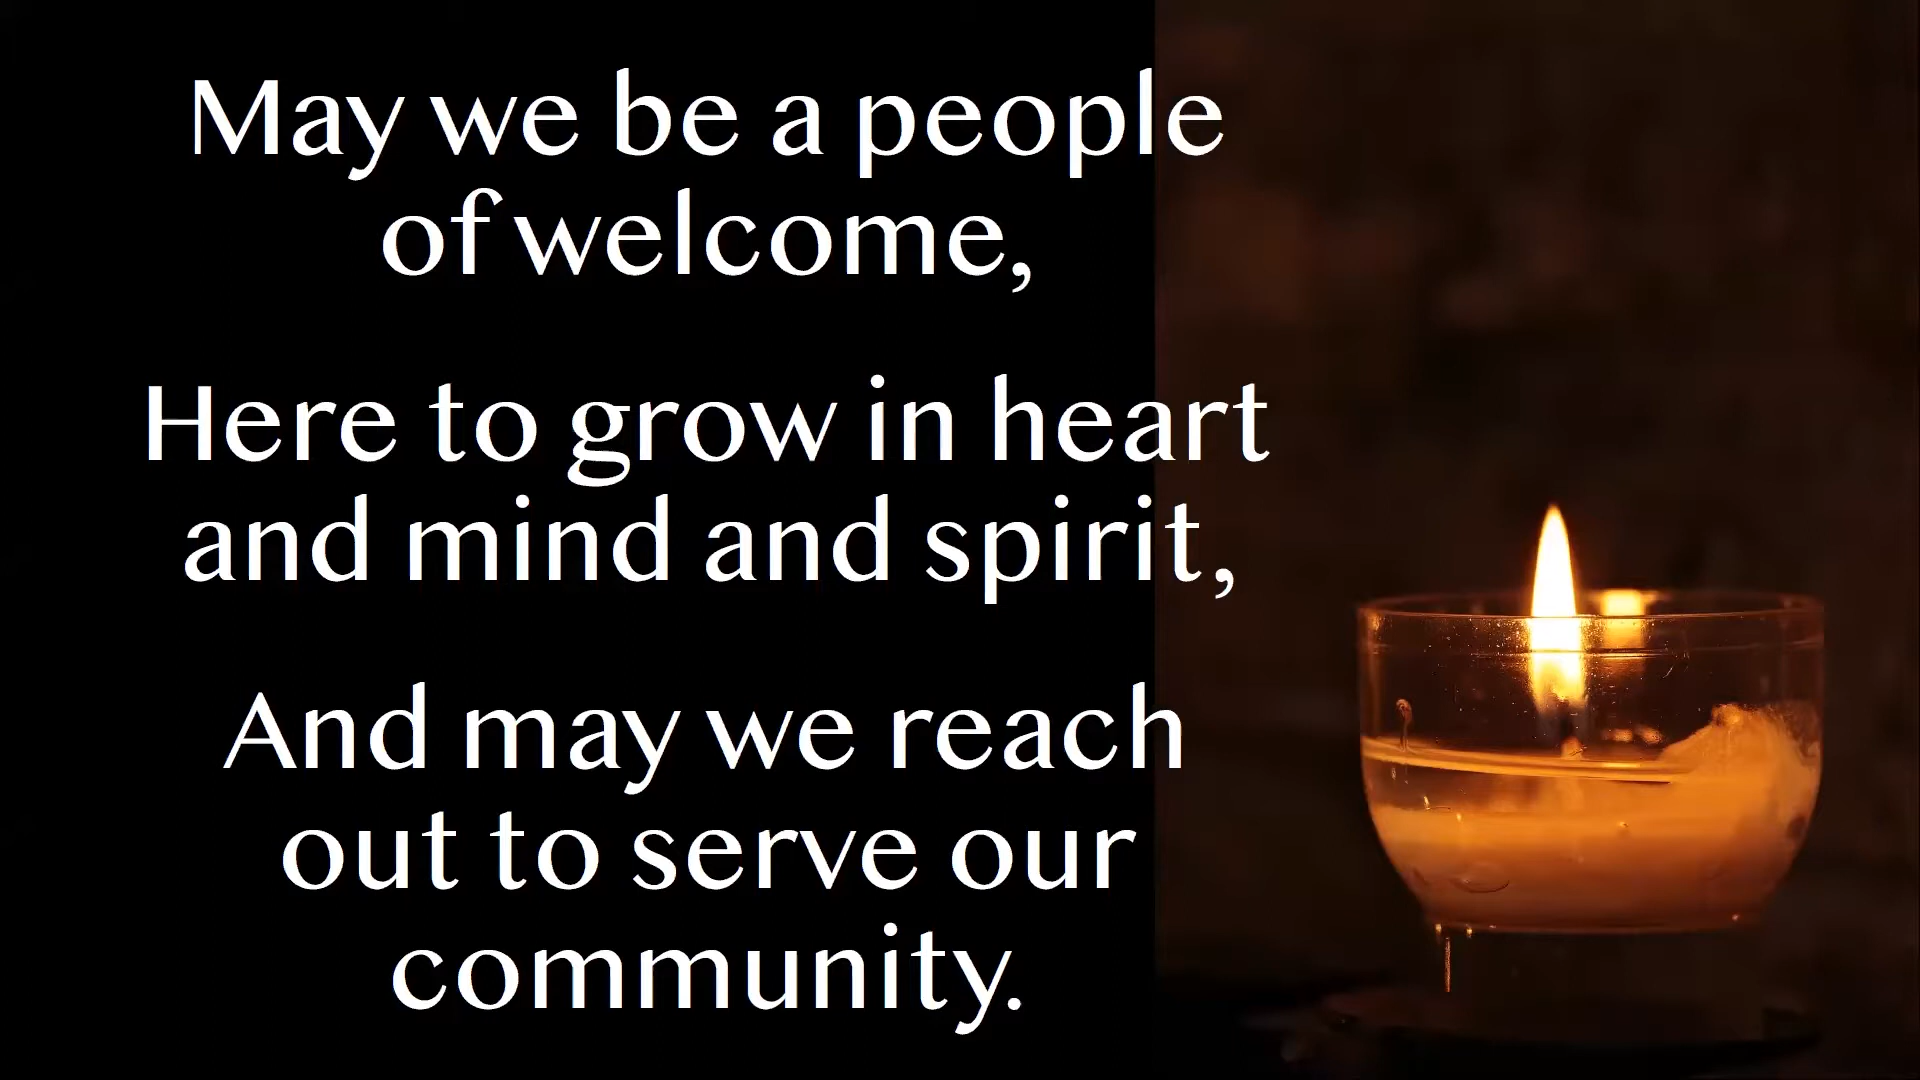 May we be a people
of welcome,
Here to grow in heart
and mind and spirit,
And may we reach
out to serve our
community.